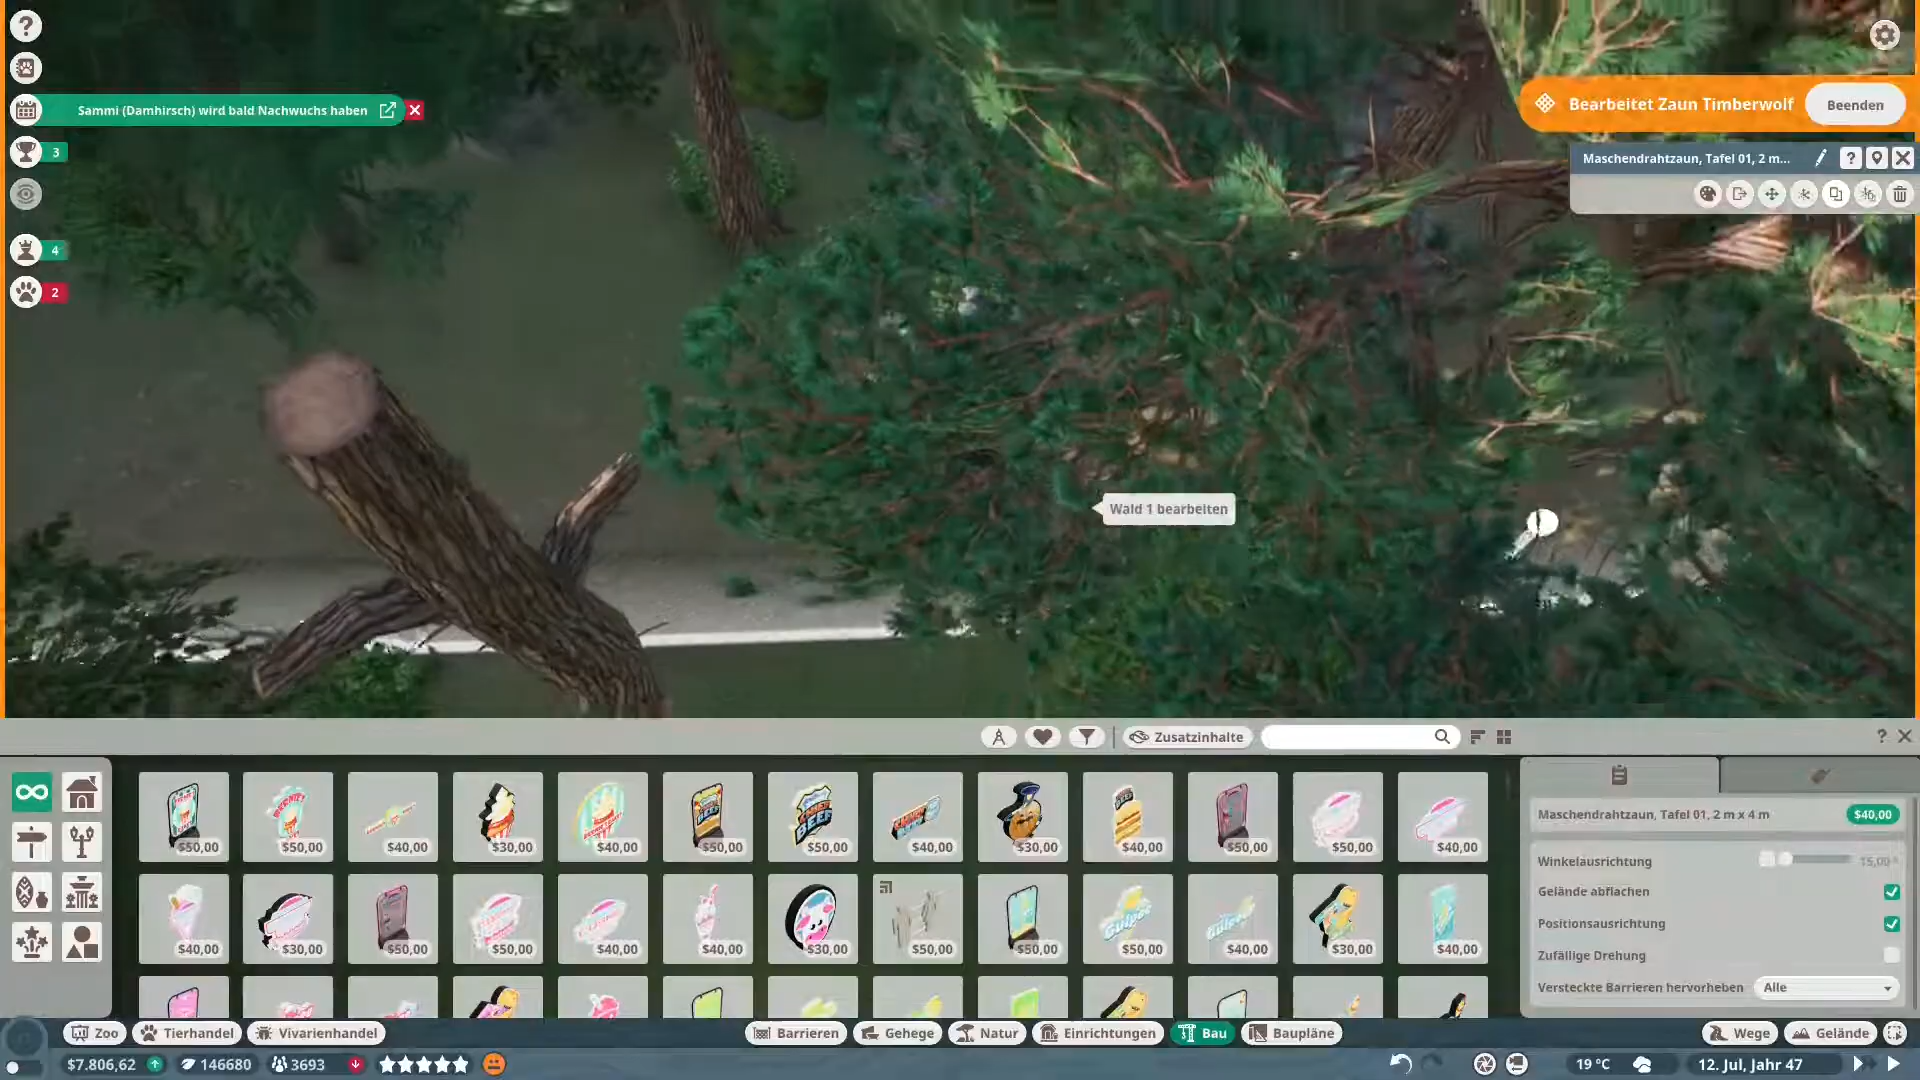 Sammi (Damhirsch) wird bald Nachwuchs haben
3
4
2
Bearbeitet Zaun Timberwolf
Beenden
Maschendrahtzaun, Tafel 01, 2 m...
Wald 1 bearbeiten
Zusatzinhalte
$50,00 $50,00 $40,00 $30,00 $40,00 $50,00 $50,00 $40,00 $30,00 $40,00 $50,00 $50,00 $40,00
$40,00 $30,00 $50,00 $50,00 $40,00 $40,00 $30,00 $50,00 $50,00 $50,00 $40,00 $30,00 $40,00
Maschendrahtzaun, Tafel 01, 2 m x 4 m $40,00
Winkelausrichtung 15,00
Gelände abflachen
Positionsausrichtung
Zufällige Drehung
Versteckte Barrieren hervorheben Alle
Zoo Tierhandel Vivarienhandel Barrieren Gehege Natur Einrichtungen Bau Baupläne Wege Gelände
$7.806,62 146680 3693 19 °C 12. Jul, Jahr 47